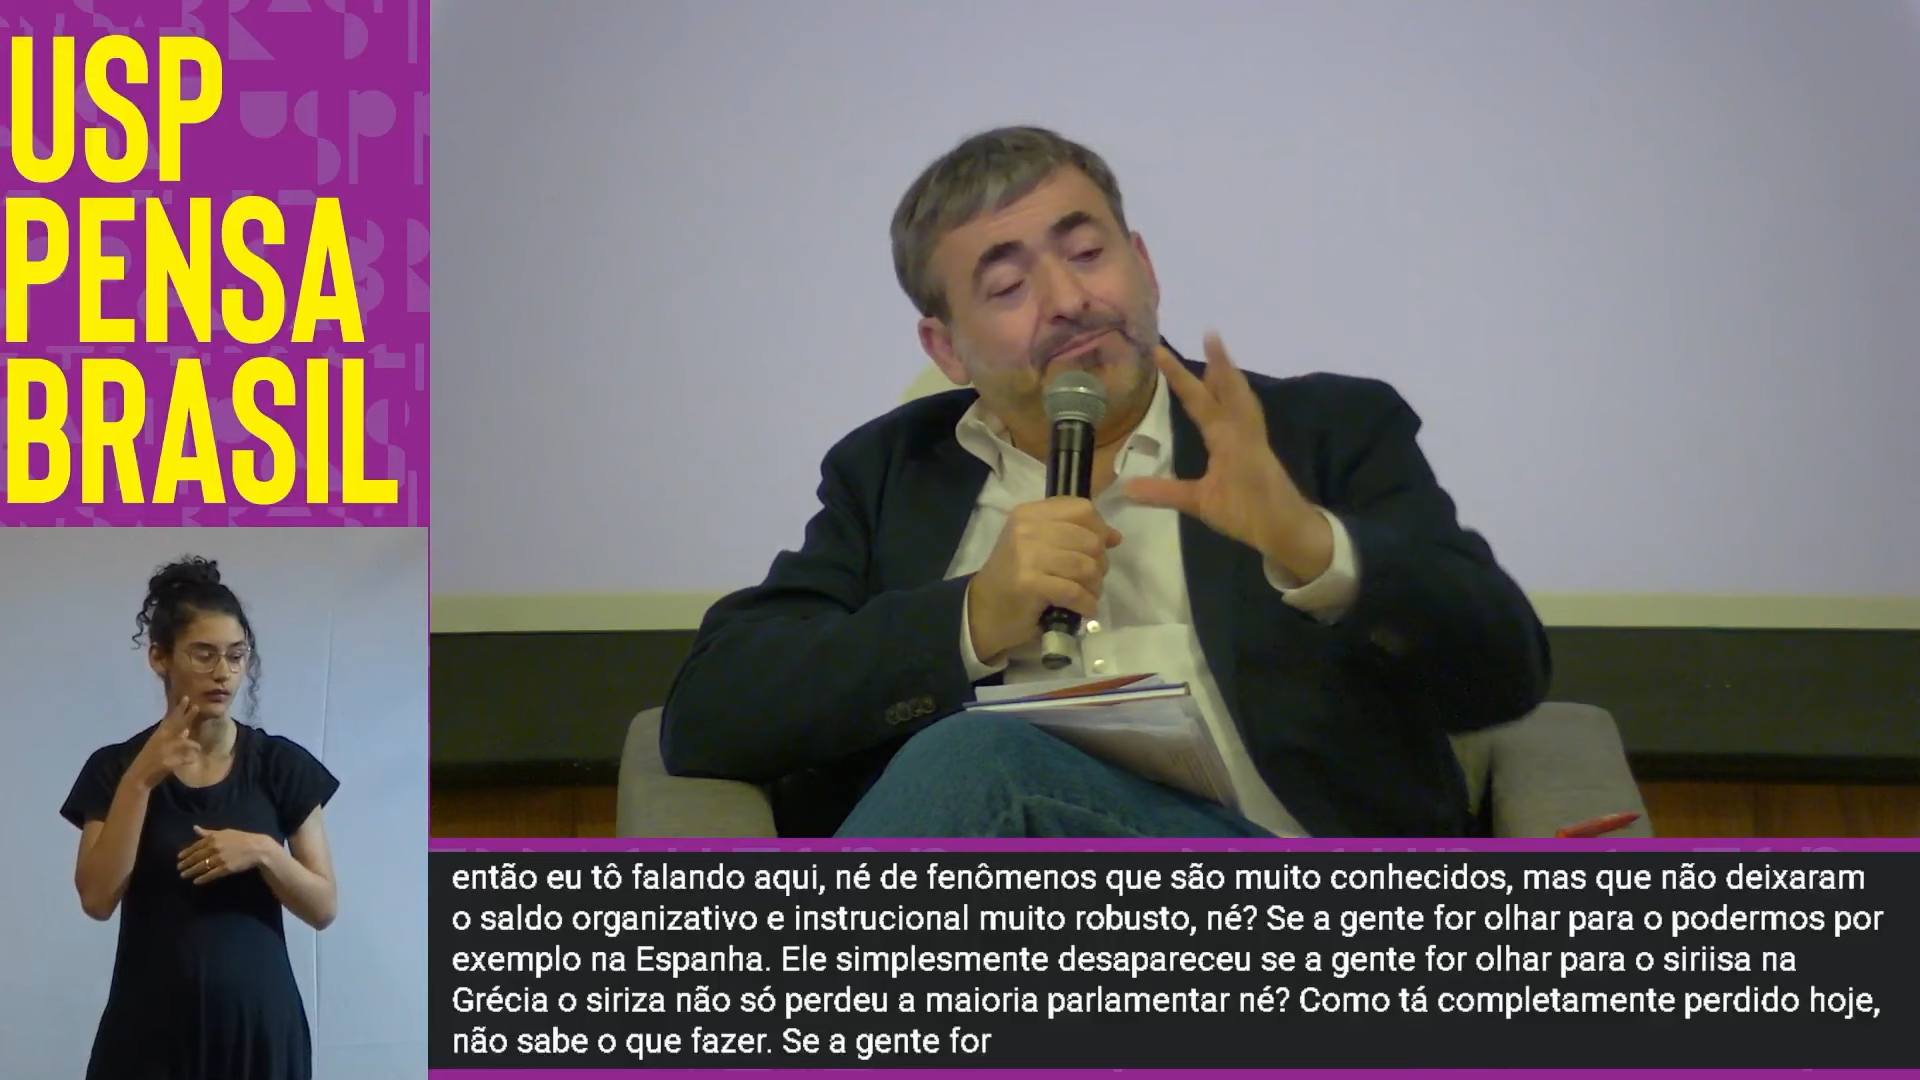 USP
PENSA
BRASIL
então eu tô falando aqui, né de fenômenos que são muito conhecidos, mas que não deixaram
o saldo organizativo e instrucional muito robusto, né? Se a gente for olhar para o podermos por
exemplo na Espanha. Ele simplesmente desapareceu se a gente for olhar para o siriisa na
Grécia o siriza não só perdeu a maioria parlamentar né? Como tá completamente perdido hoje,
não sabe o que fazer. Se a gente for